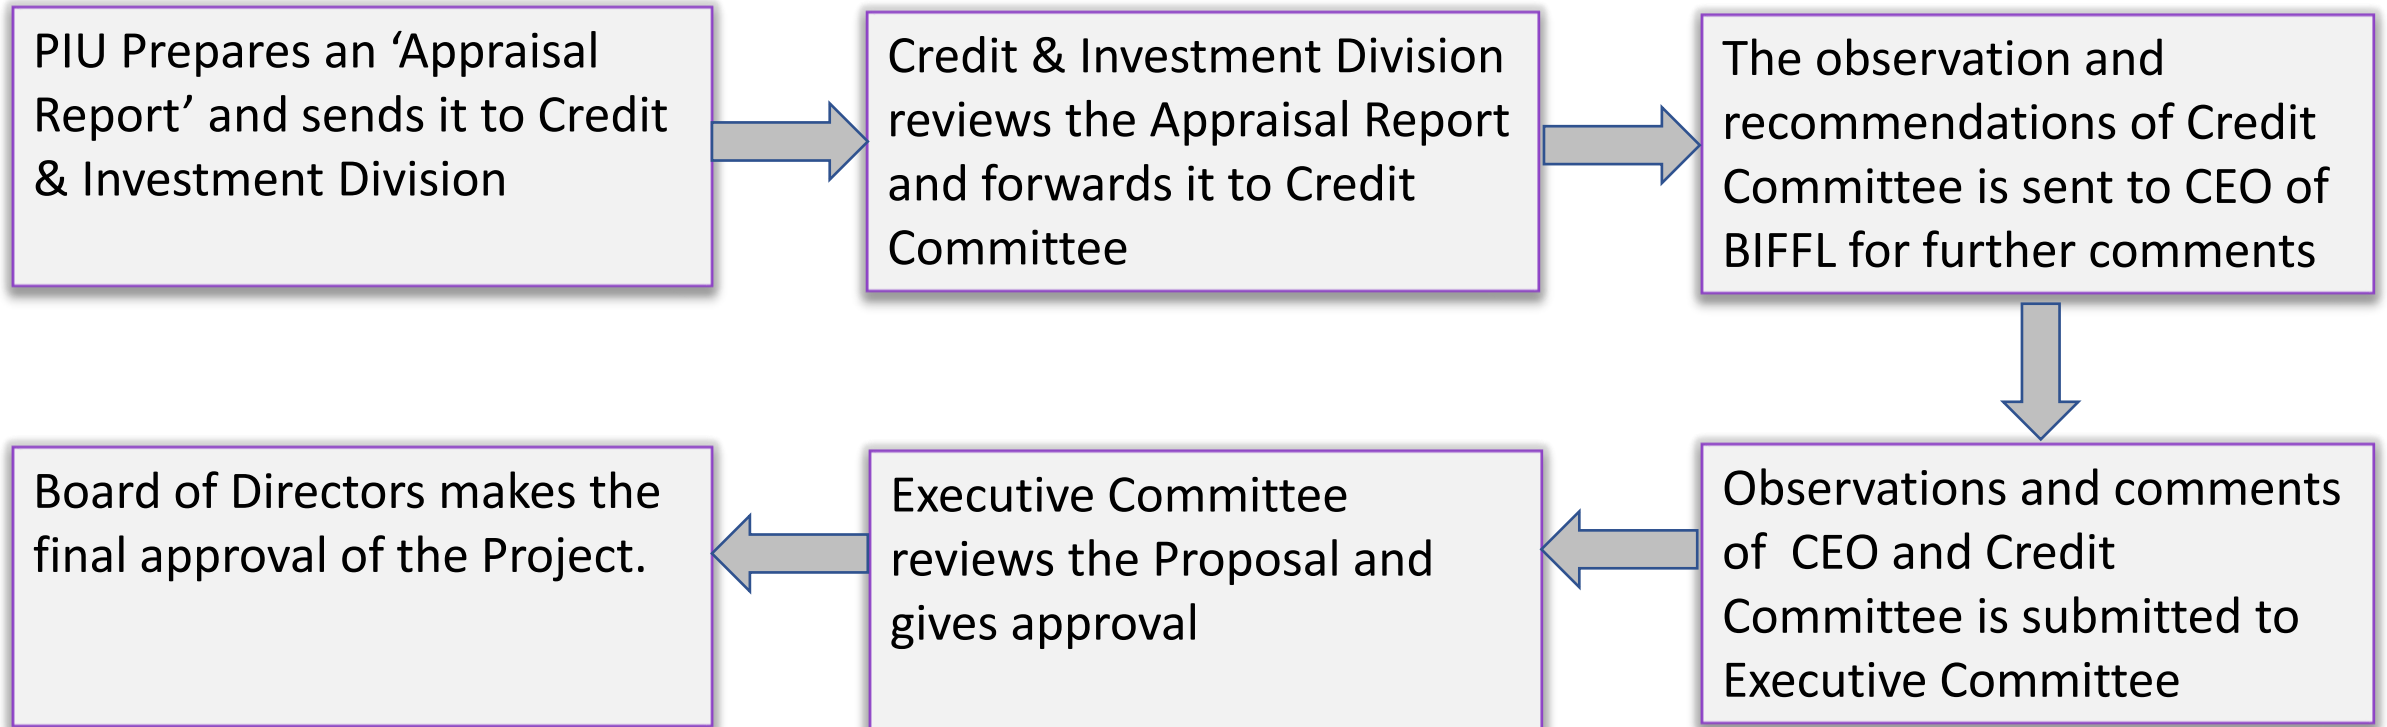 PIU Prepares an ‘Appraisal
Report’ and sends it to Credit
& Investment Division
Credit & Investment Division
reviews the Appraisal Report
and forwards it to Credit
Committee
The observation and
recommendations of Credit
Committee is sent to CEO of
BIFFL for further comments
Observations and comments
of  CEO and Credit
Committee is submitted to
Executive Committee
Executive Committee
reviews the Proposal and
gives approval
Board of Directors makes the
final approval of the Project.